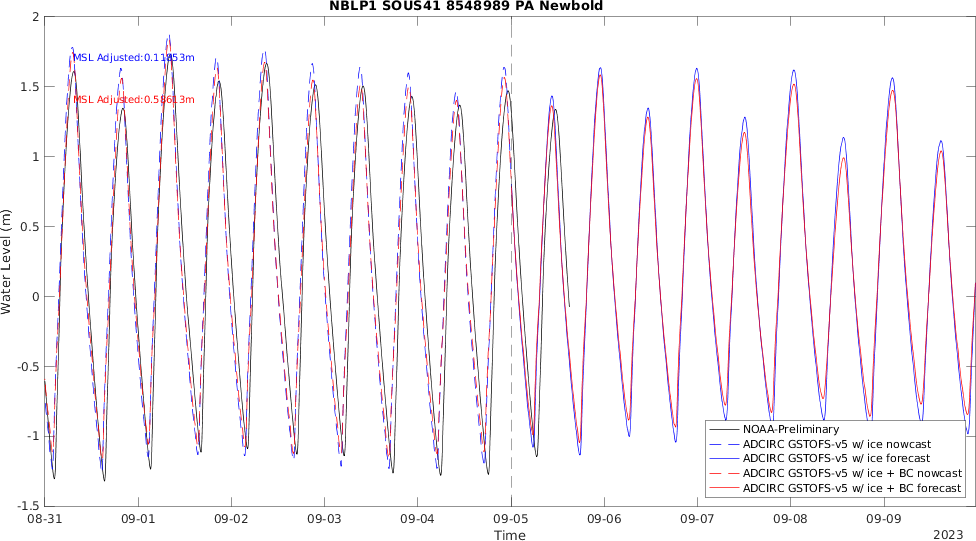 NBLP1 SOUS41 8548989 PA Newbold
2
1.5
1
0.5
0
-0.5
-1
-1.5
Water Level (m)
MSL Adjusted:0.11853m
MSL Adjusted:0.58613m
NOAA-Preliminary
ADCIRC GSTOFS-v5 w/ ice nowcast
ADCIRC GSTOFS-v5 w/ ice forecast
ADCIRC GSTOFS-v5 w/ ice + BC nowcast
ADCIRC GSTOFS-v5 w/ ice + BC forecast
08-31 09-01 09-02 09-03 09-04 09-05 09-06 09-07 09-08 09-09
Time
2023